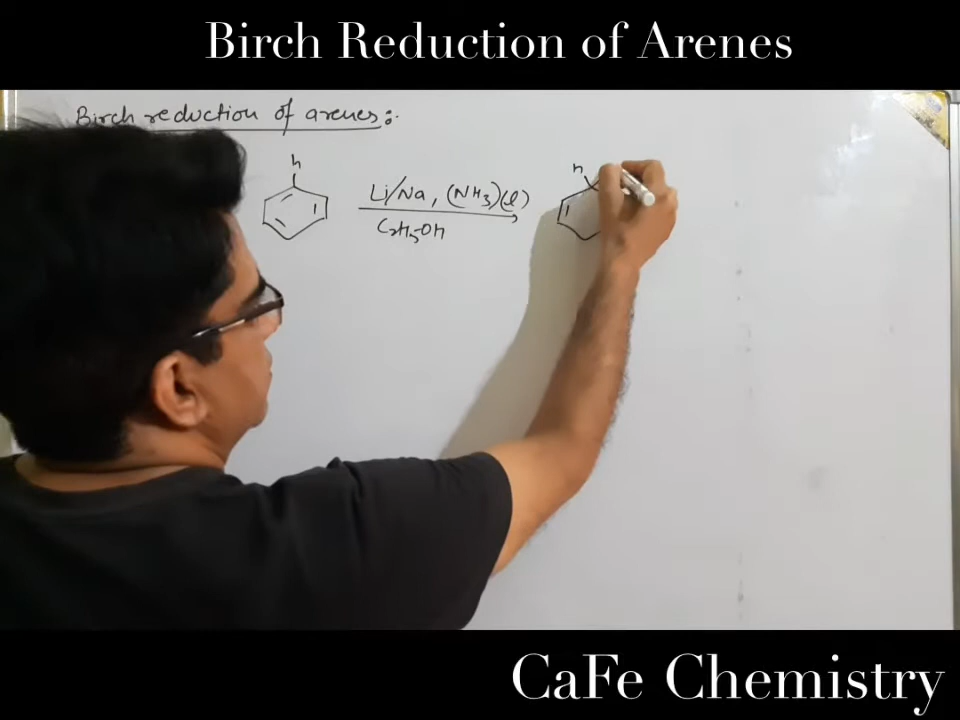 Birch Reduction of Arenes
Birch reduction of arenes:-
h
Li/Na, (NH3)(l)
C2H5OH
h
CaFe Chemistry